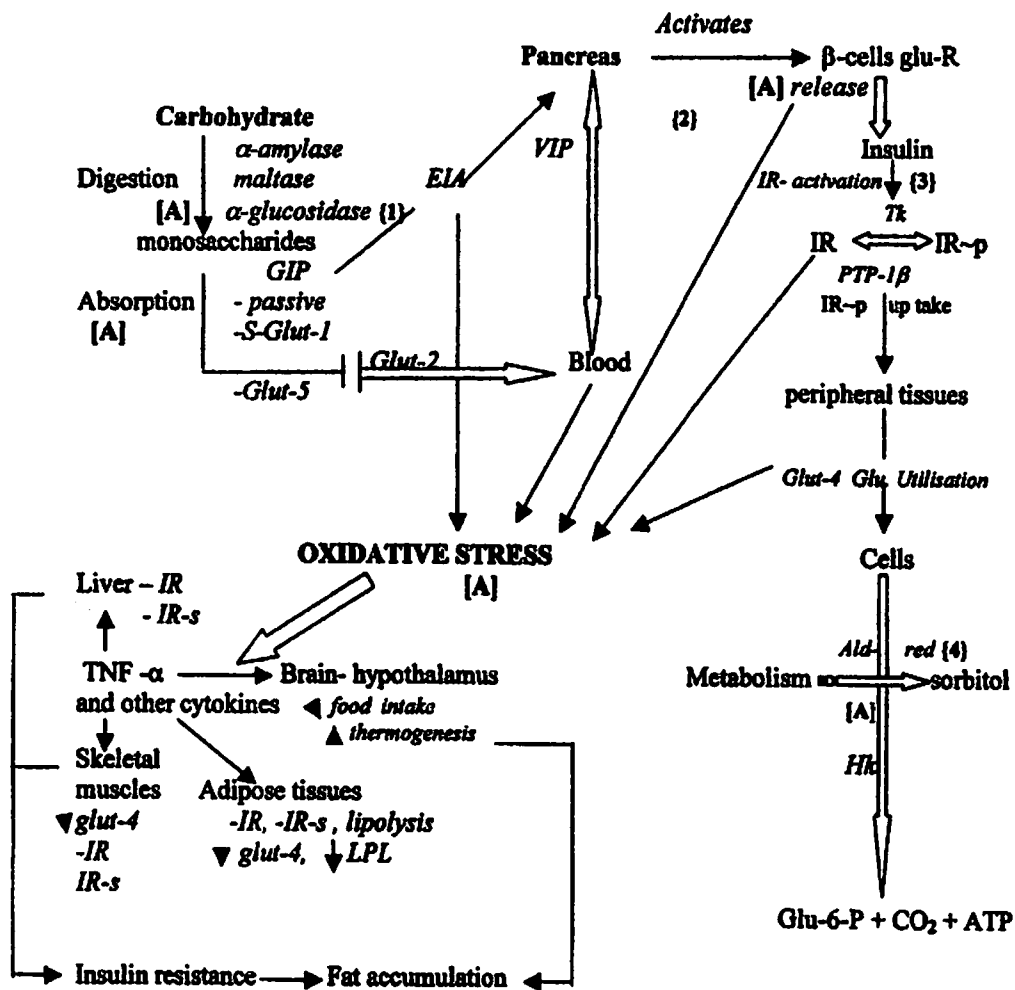 Activates
Pancreas
β-cells glu-R
[A] release
Carbohydrate
α-amylase
{2}
VIP
Insulin
Digestion
maltase
EIA
IR- activation {3}
[A] α-glucosidase {1}
Tk
monosaccharides
IR IR~p
GIP
PTP-1β
Absorption
- passive
IR~p up take
[A]
-S-Glut-1
Glut-2
Blood
-Glut-5
peripheral tissues
Glut-4 Glu Utilisation
OXIDATIVE STRESS
[A]
Cells
Liver – IR
- IR-s
Ald- red {4}
TNF -α
Brain- hypothalamus
Metabolism
sorbitol
and other cytokines
food intake
[A]
thermogenesis
Hk
Skeletal
muscles
Adipose tissues
glut-4
-IR, -IR-s , lipolysis
-IR
glut-4, LPL
IR-s
Glu-6-P + CO₂ + ATP
Insulin resistance
Fat accumulation